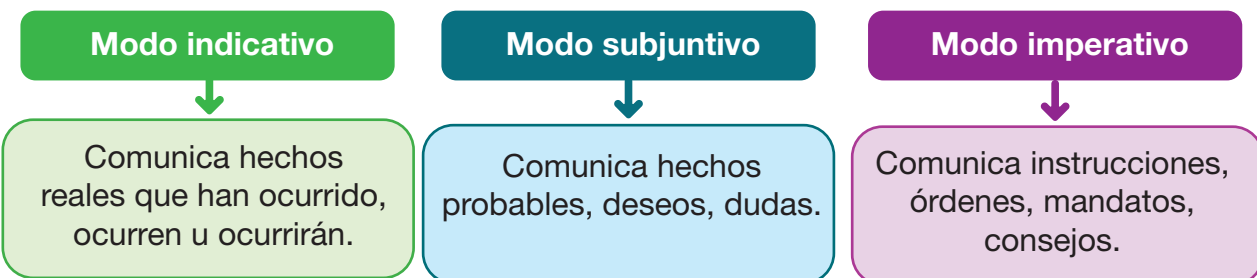 Modo indicativo
Comunica hechos
reales que han ocurrido,
ocurren u ocurrirán.
Modo subjuntivo
Comunica hechos
probables, deseos, dudas.
Modo imperativo
Comunica instrucciones,
órdenes, mandatos,
consejos.